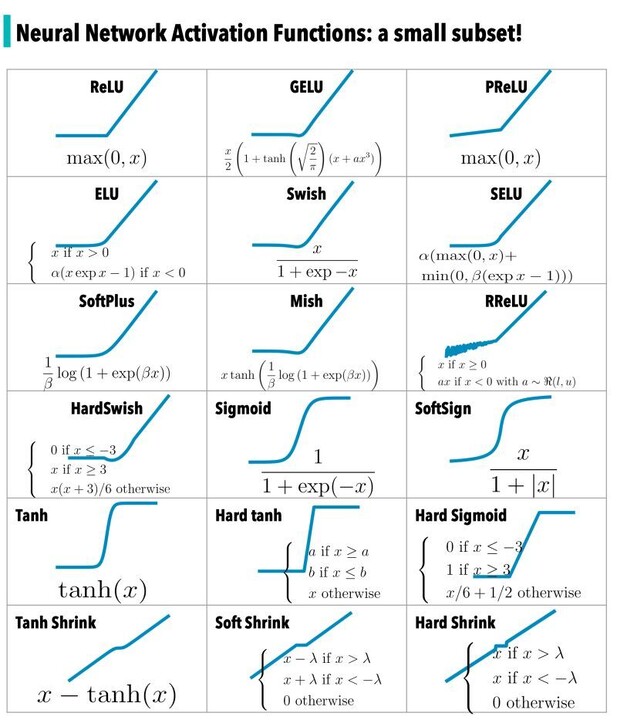 Neural Network Activation Functions: a small subset!
ReLU
max(0, x)
GELU
x/2 (1 + tanh (√(2/π)) (x + ax³))
PReLU
max(0, x)
ELU
{ x if x > 0
α(x exp x − 1) if x < 0
Swish
x
1 + exp −x
SELU
α(max(0, x)+
min(0, β(exp x − 1)))
SoftPlus
1/β log (1 + exp(βx))
Mish
x tanh (1/β log (1 + exp(βx)))
RReLU
{ x if x ≥ 0
ax if x < 0 with a ∼ ℜ(l, u)
HardSwish
{ 0 if x ≤ −3
x if x ≥ 3
x(x + 3)/6 otherwise
Sigmoid
1
1 + exp(−x)
SoftSign
x
1 + |x|
Tanh
tanh(x)
Hard tanh
{ a if x ≥ a
b if x ≤ b
x otherwise
Hard Sigmoid
{ 0 if x ≤ −3
1 if x ≥ 3
x/6 + 1/2 otherwise
Tanh Shrink
x − tanh(x)
Soft Shrink
{ x − λ if x > λ
x + λ if x < −λ
0 otherwise
Hard Shrink
{ x if x > λ
x if x < −λ
0 otherwise